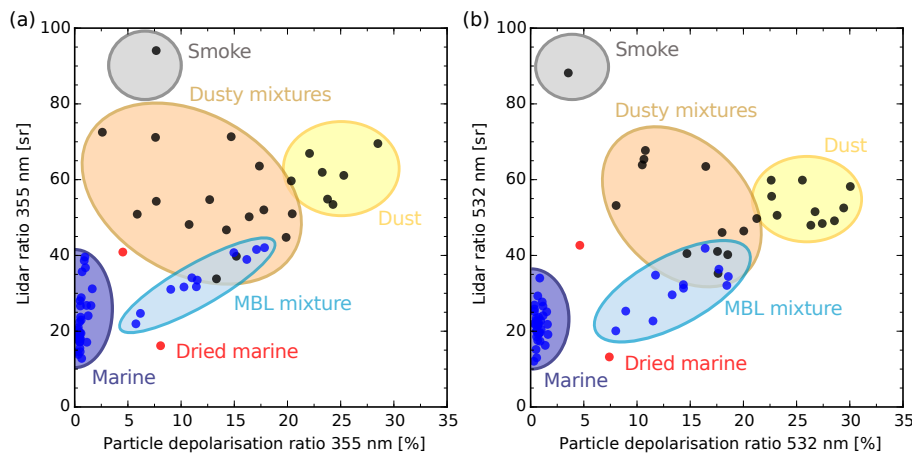 (a)
100
80
60
40
20
0
Lidar ratio 355 nm [sr]
Smoke
Dusty mixtures
Dust
MBL mixture
Dried marine
Marine
0 5 10 15 20 25 30 35
Particle depolarisation ratio 355 nm [%]
(b)
100
80
60
40
20
0
Lidar ratio 532 nm [sr]
Smoke
Dusty mixtures
Dust
MBL mixture
Dried marine
Marine
0 5 10 15 20 25 30 35
Particle depolarisation ratio 532 nm [%]